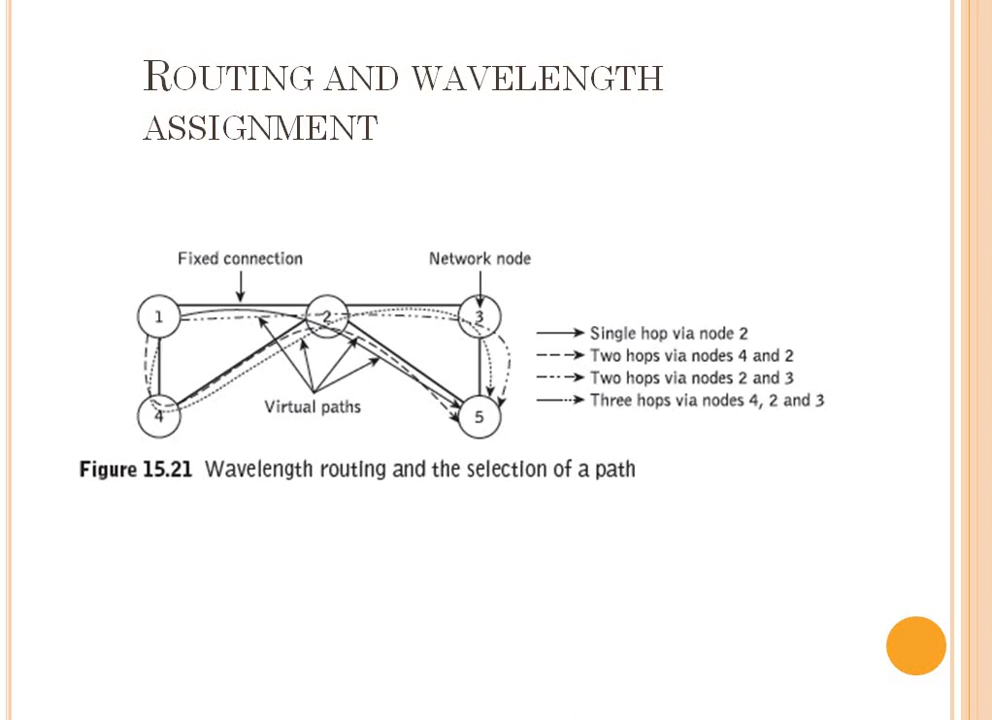 ROUTING AND WAVELENGTH
ASSIGNMENT
Fixed connection
Network node
1
2
3
Single hop via node 2
Two hops via nodes 4 and 2
Two hops via nodes 2 and 3
Three hops via nodes 4, 2 and 3
Virtual paths
4
5
Figure 15.21 Wavelength routing and the selection of a path